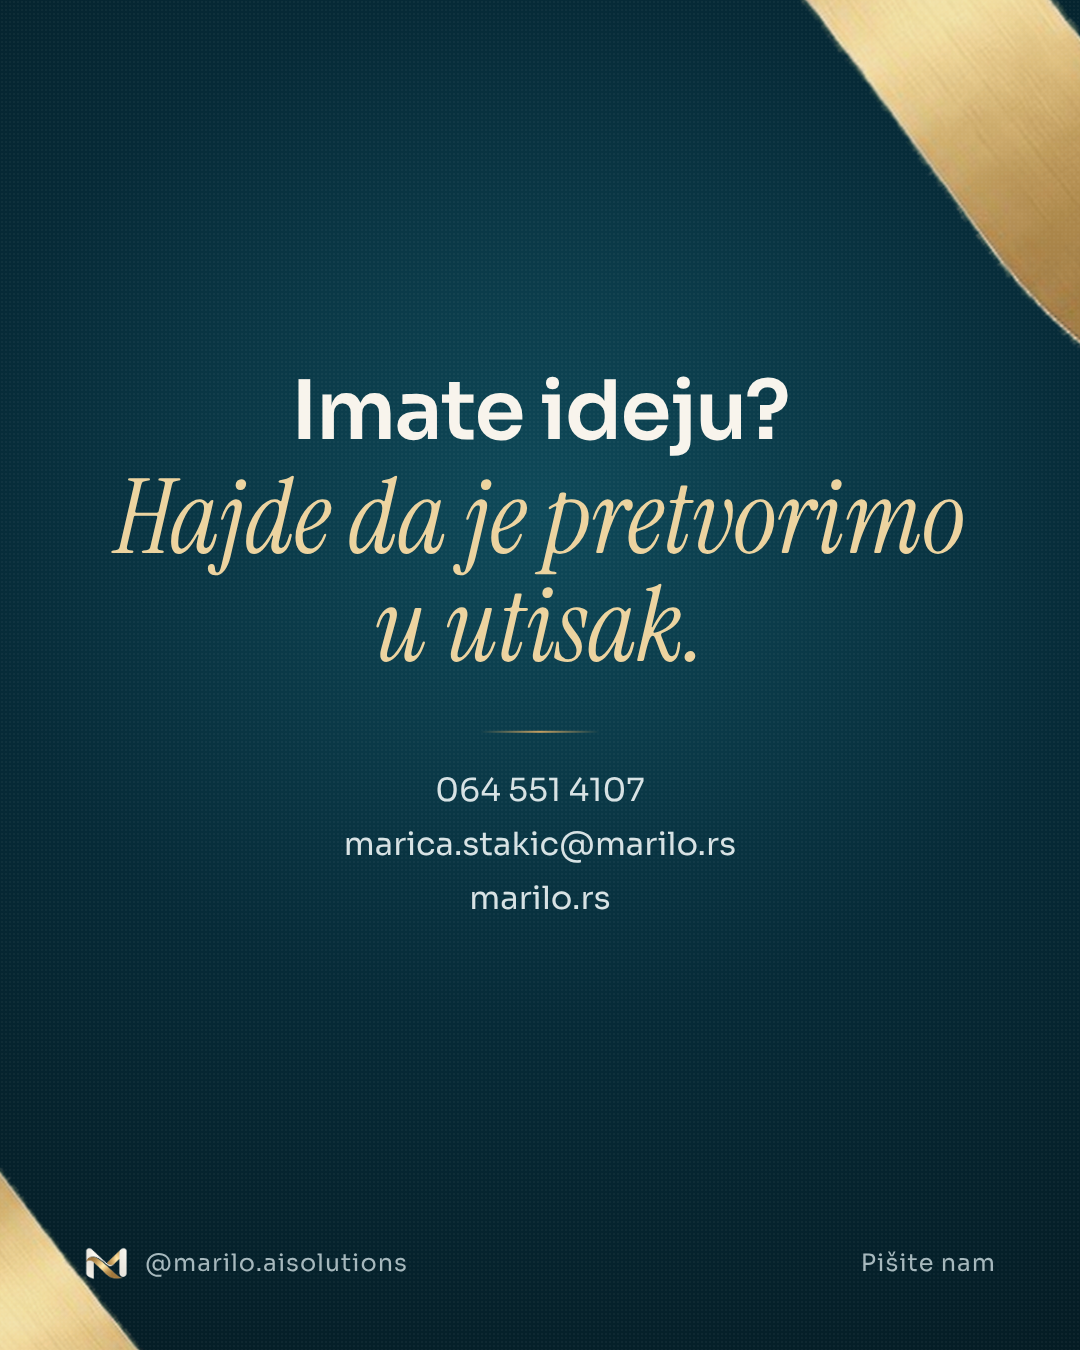 Imate ideju?
Hajde da je pretvorimo
u utisak.
064 551 4107
marica.stakic@marilo.rs
marilo.rs
@marilo.aisolutions
Pišite nam